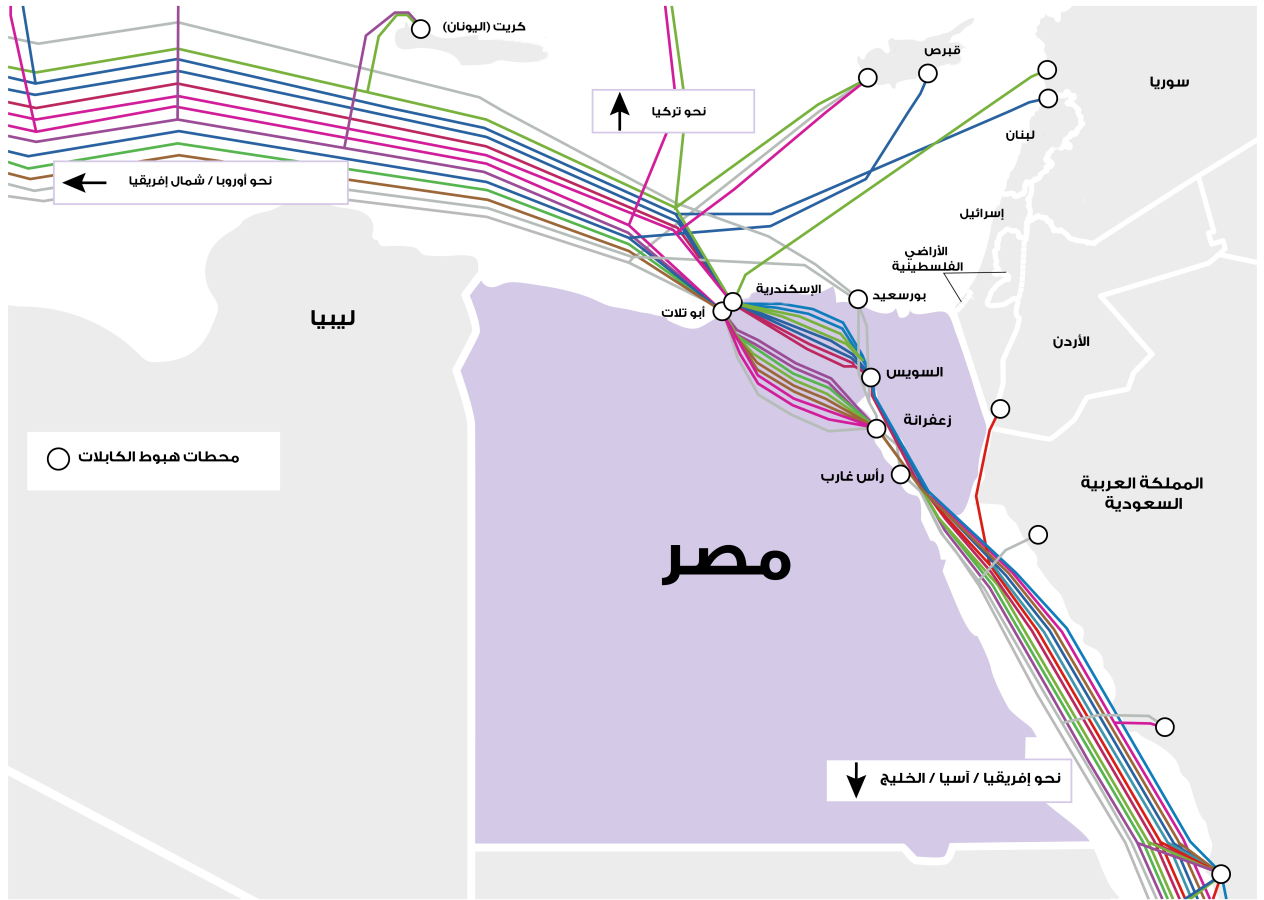 كريت (اليونان)
قبرص
سوريا
نحو تركيا
لبنان
نحو أوروبا / شمال إفريقيا
إسرائيل
الأراضي
الفلسطينية
الإسكندرية
بورسعيد
أبو تلات
ليبيا
الأردن
السويس
زعفرانة
محطات هبوط الكابلات
رأس غارب
المملكة العربية
السعودية
مصر
نحو إفريقيا / آسيا / الخليج